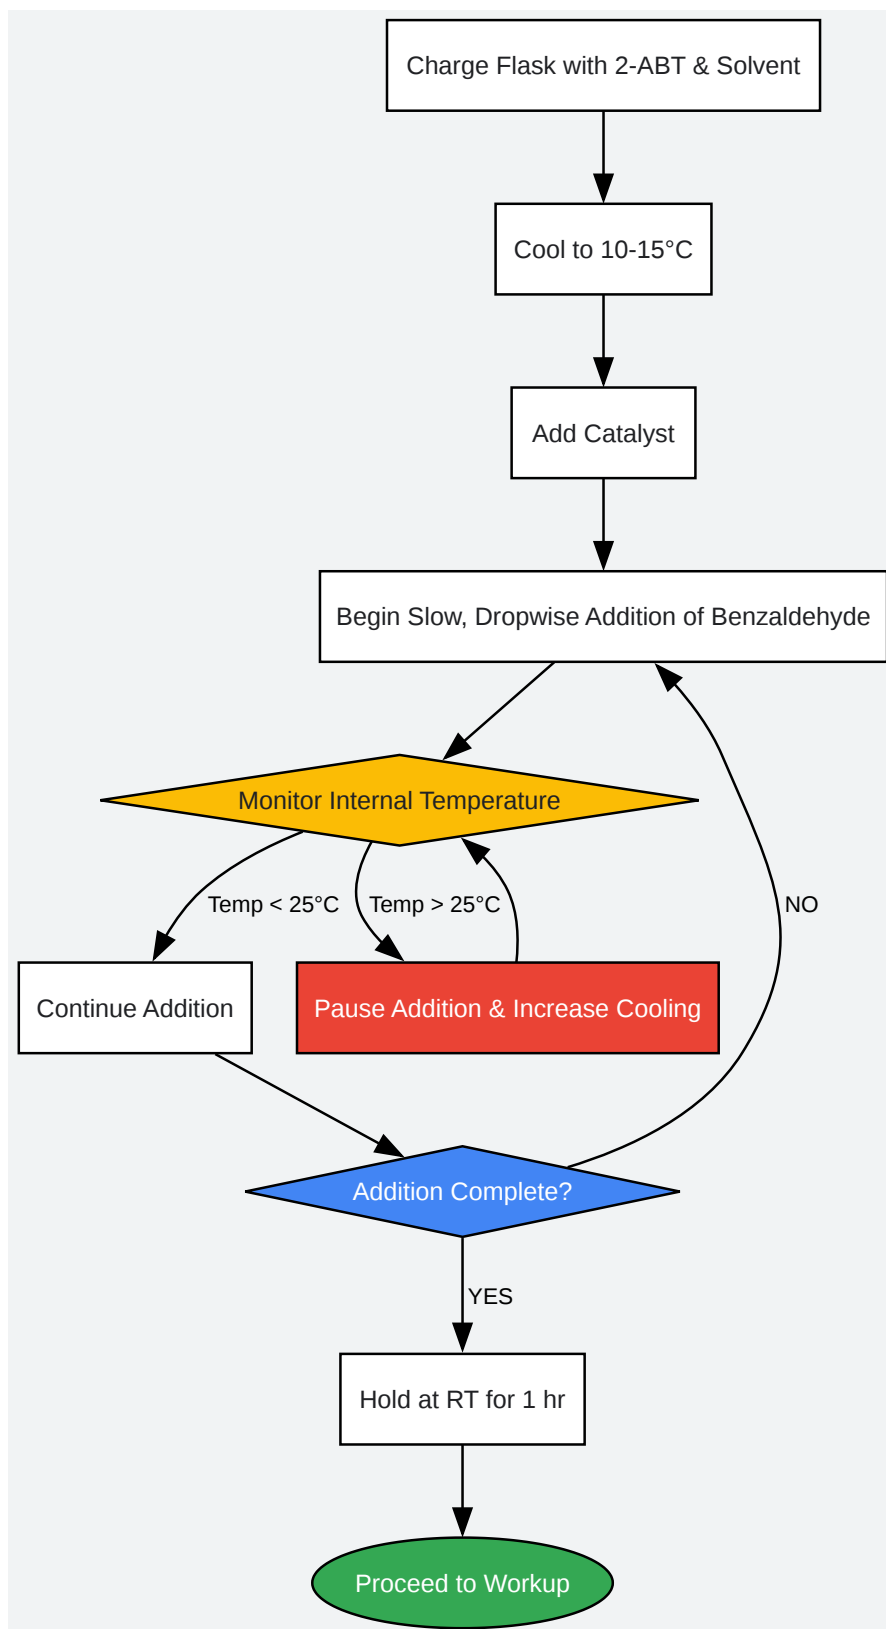 Charge Flask with 2-ABT & Solvent
Cool to 10-15°C
Add Catalyst
Begin Slow, Dropwise Addition of Benzaldehyde
Monitor Internal Temperature
Temp < 25°C
Temp > 25°C
NO
Continue Addition
Pause Addition & Increase Cooling
Addition Complete?
YES
Hold at RT for 1 hr
Proceed to Workup